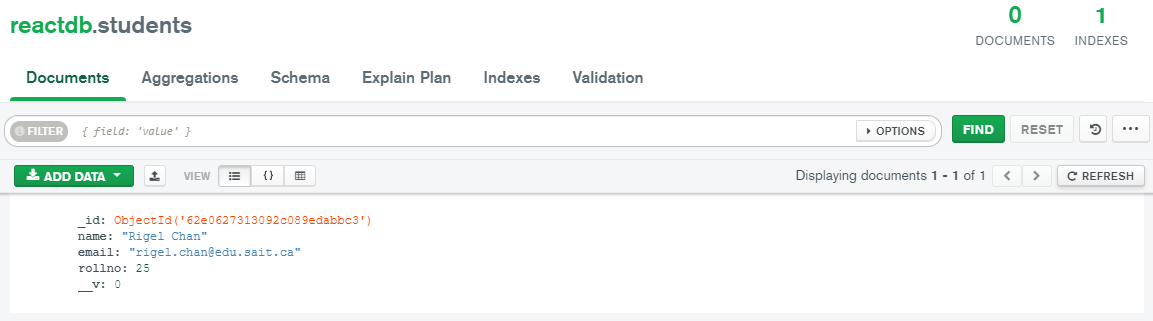 reactdb.students
0 DOCUMENTS 1 INDEXES
Documents Aggregations Schema Explain Plan Indexes Validation
FILTER { field: 'value' } OPTIONS FIND RESET ...
ADD DATA VIEW {} Displaying documents 1 - 1 of 1 < > REFRESH
_id: ObjectId('62e0627313092c089edabbc3')
name: "Rigel Chan"
email: "rigel.chan@edu.sait.ca"
rollno: 25
__v: 0